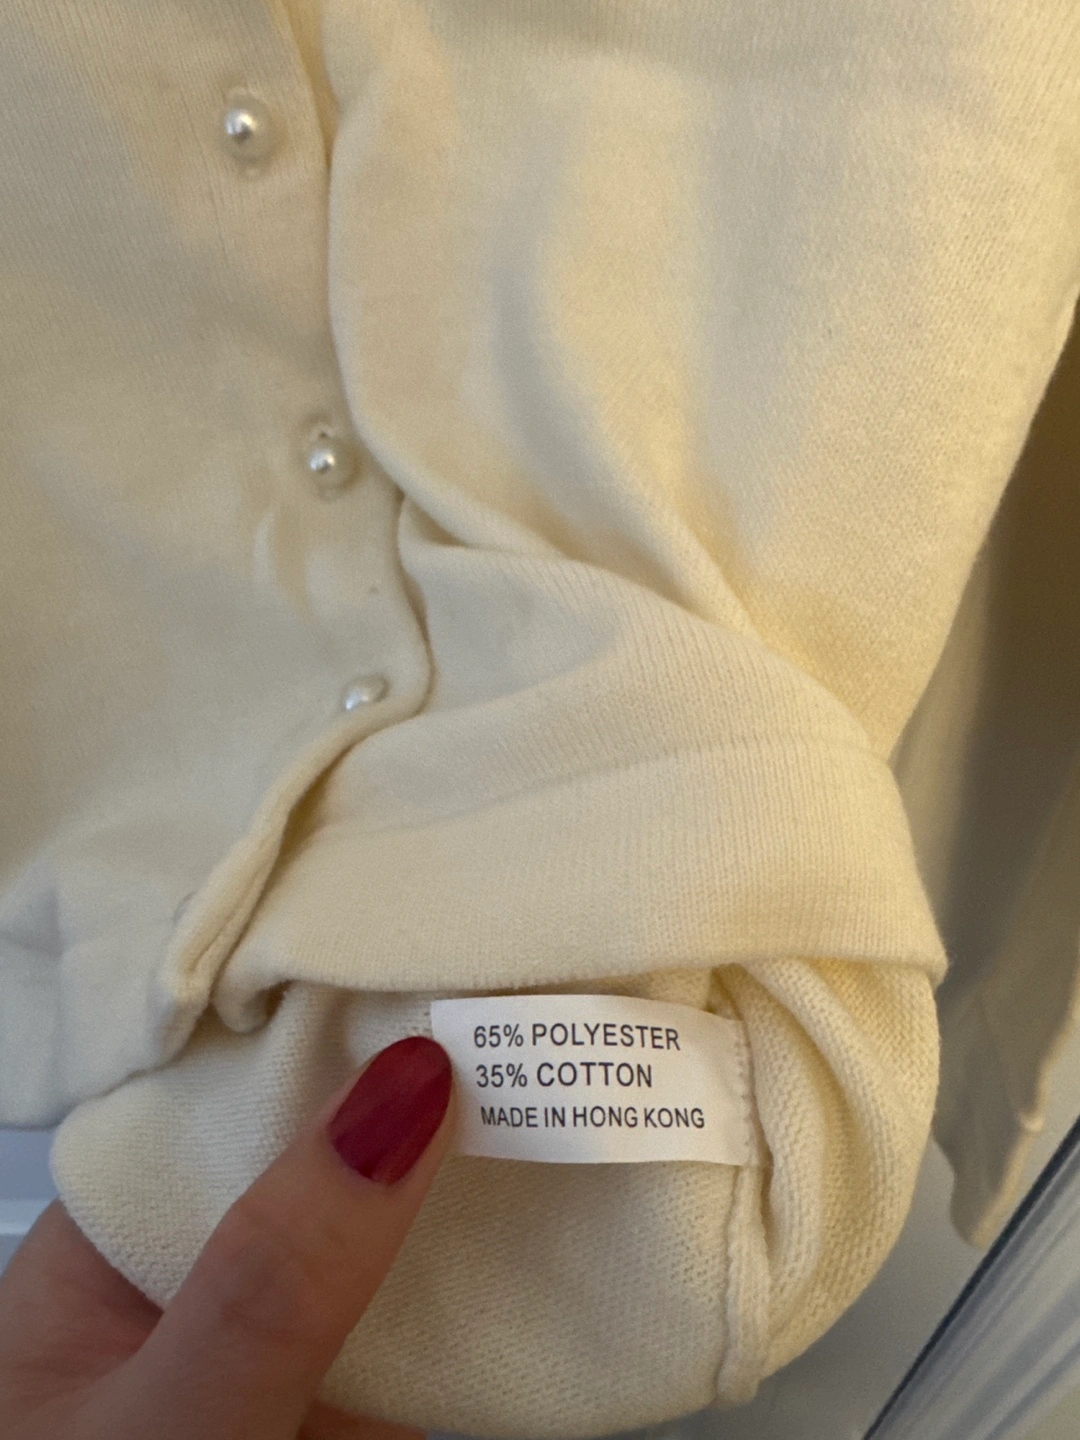 65% POLYESTER
35% COTTON
MADE IN HONG KONG